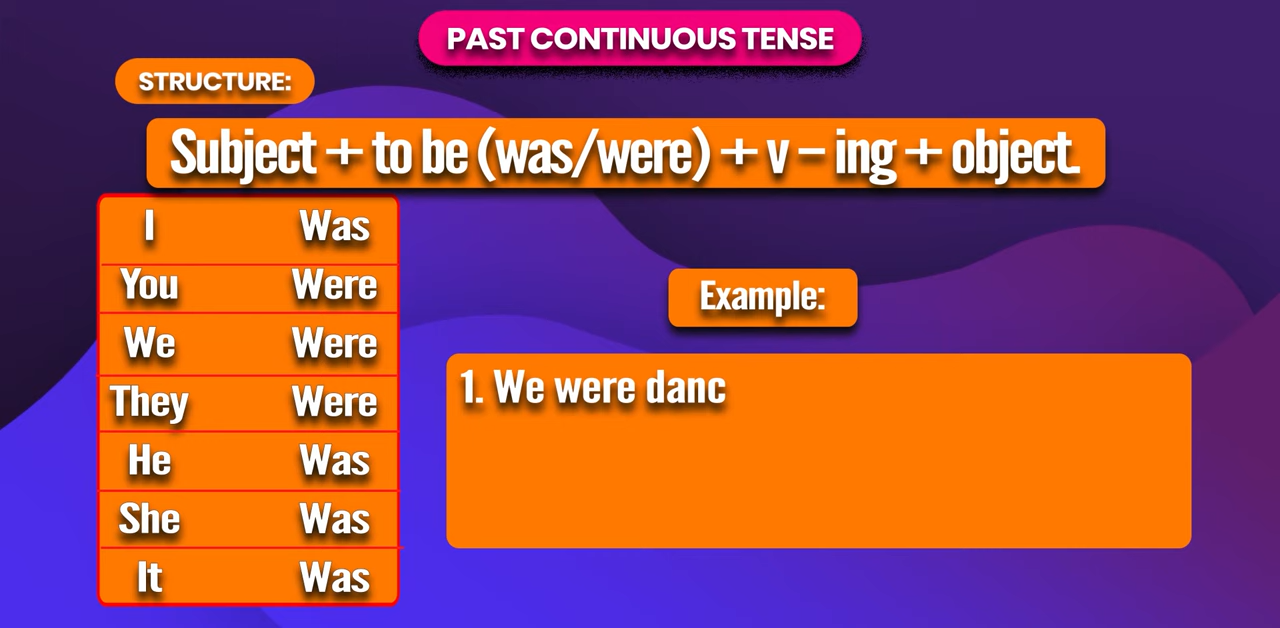 PAST CONTINUOUS TENSE
STRUCTURE:
Subject + to be (was/were) + v – ing + object.
I Was
You Were
We Were
They Were
He Was
She Was
It Was
Example:
1. We were danc